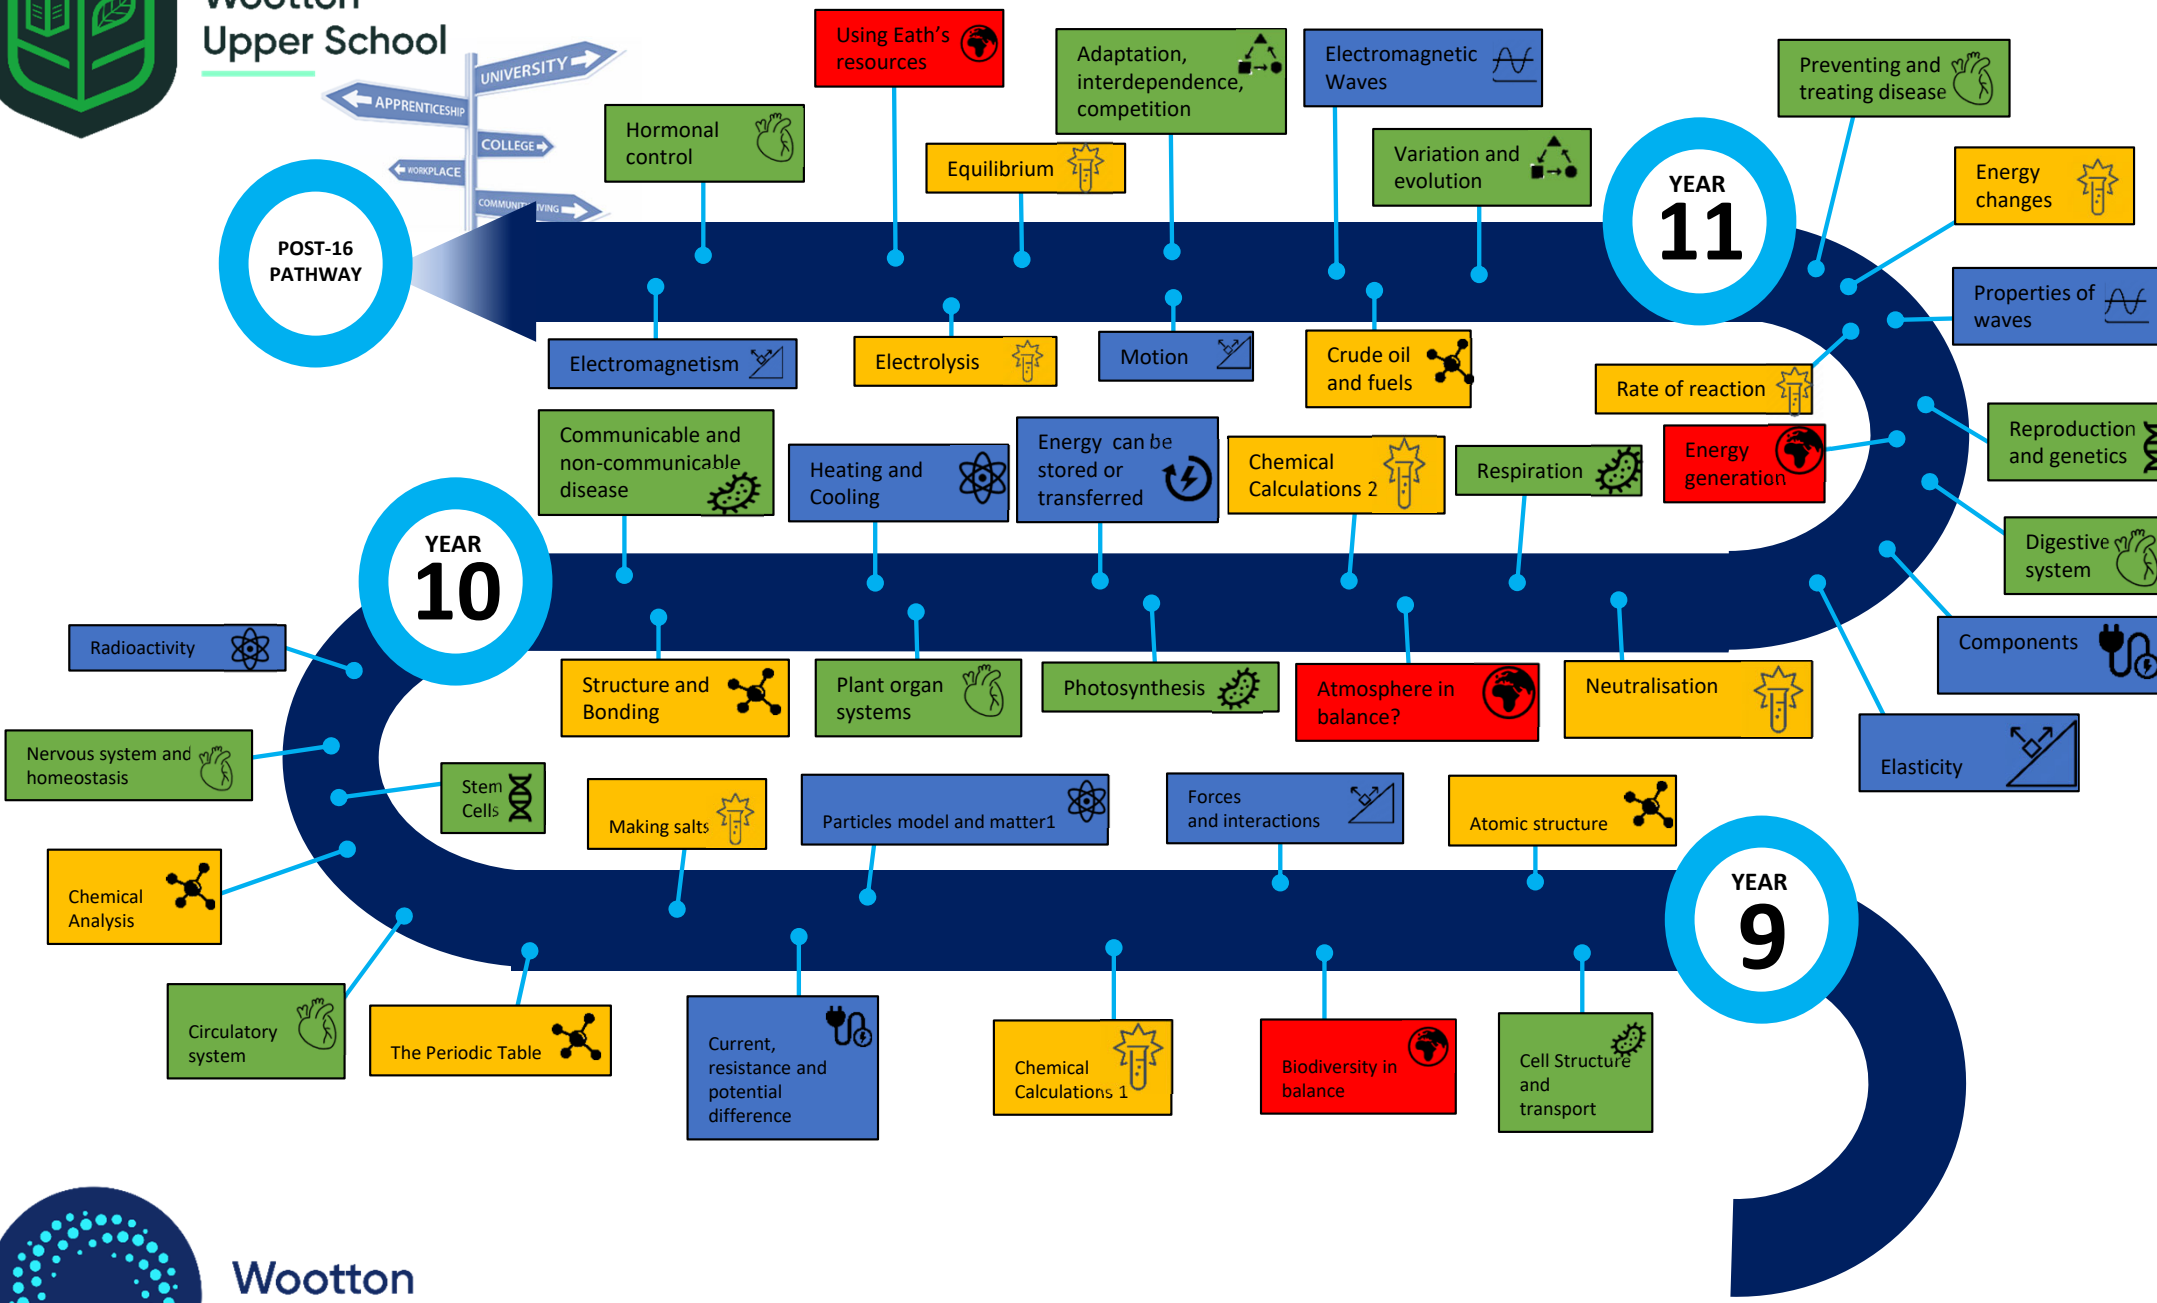 Wootton
Upper School
UNIVERSITY
APPRENTICESHIP
COLLEGE
WORKPLACE
POST-16
PATHWAY
Hormonal
control
Using Eath's
resources
Equilibrium
Adaptation,
interdependence,
competition
Electromagnetic
Waves
Variation and
evolution
YEAR
11
Preventing and
treating disease
Energy
changes
Properties of
waves
Electromagnetism
Electrolysis
Motion
Crude oil
and fuels
Rate of reaction
Energy
generation
Reproduction
and genetics
Digestive
system
Components
Elasticity
Communicable and
non-communicable
disease
Heating and
Cooling
Energy can be
stored or
transferred
Chemical
Calculations 2
Respiration
YEAR
10
Structure and
Bonding
Plant organ
systems
Photosynthesis
Atmosphere in
balance?
Neutralisation
Radioactivity
Nervous system and
homeostasis
Stem
Cells
Chemical
Analysis
Circulatory
system
Making salts
Particles model and matter1
Forces
and interactions
Atomic structure
YEAR
9
The Periodic Table
Current,
resistance and
potential
difference
Chemical
Calculations 1
Biodiversity in
balance
Cell Structure
and
transport
Wootton